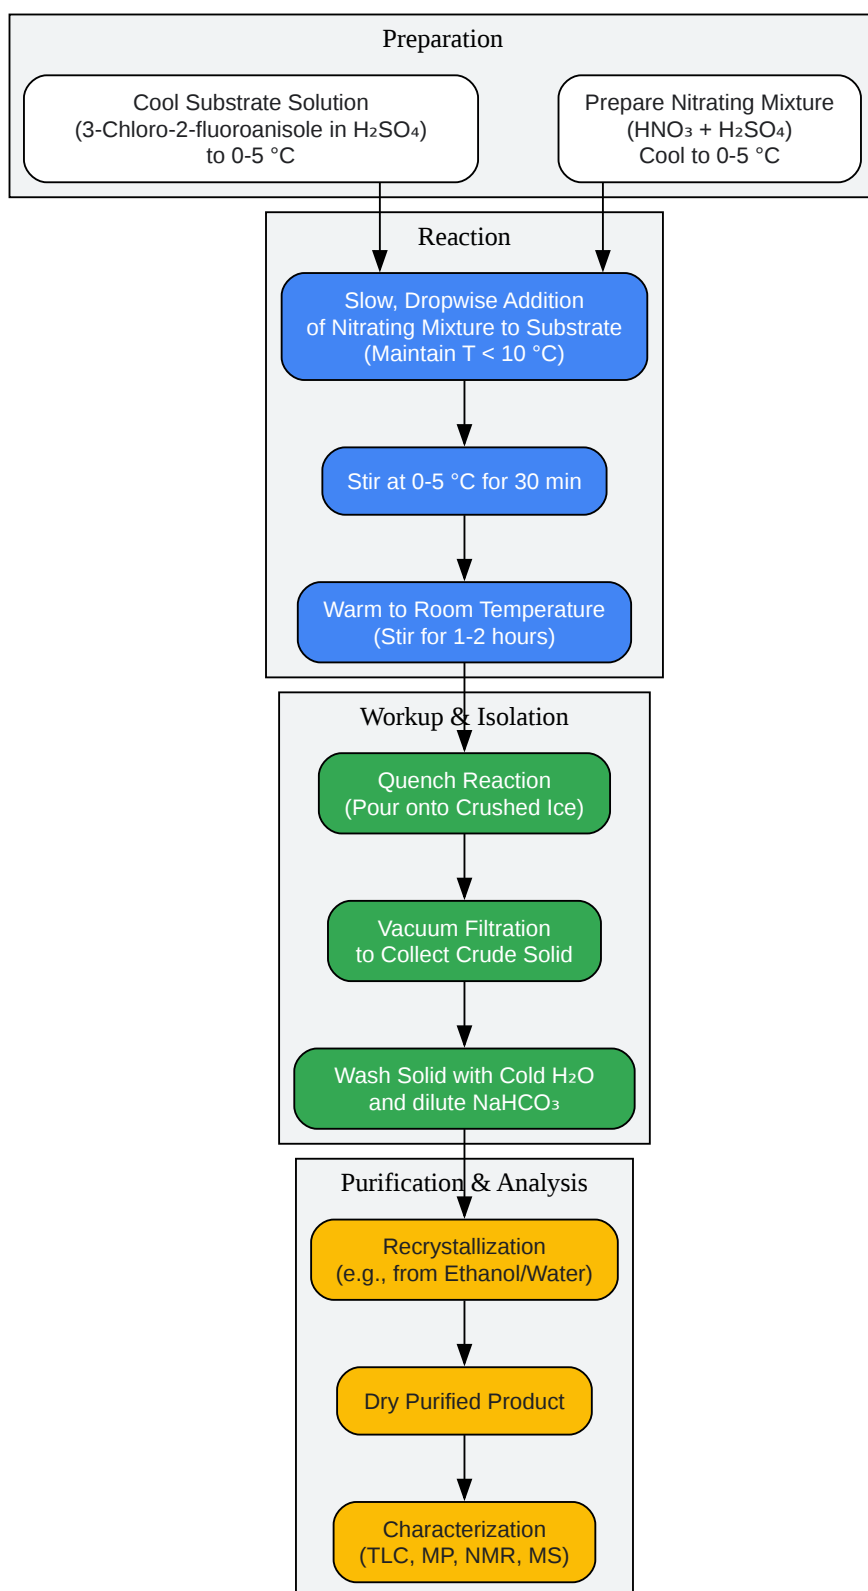 Preparation
Cool Substrate Solution
(3-Chloro-2-fluoroanisole in H₂SO₄)
to 0-5 °C
Prepare Nitrating Mixture
(HNO₃ + H₂SO₄)
Cool to 0-5 °C
Reaction
Slow, Dropwise Addition
of Nitrating Mixture to Substrate
(Maintain T < 10 °C)
Stir at 0-5 °C for 30 min
Warm to Room Temperature
(Stir for 1-2 hours)
Workup & Isolation
Quench Reaction
(Pour onto Crushed Ice)
Vacuum Filtration
to Collect Crude Solid
Wash Solid with Cold H₂O
and dilute NaHCO₃
Purification & Analysis
Recrystallization
(e.g., from Ethanol/Water)
Dry Purified Product
Characterization
(TLC, MP, NMR, MS)